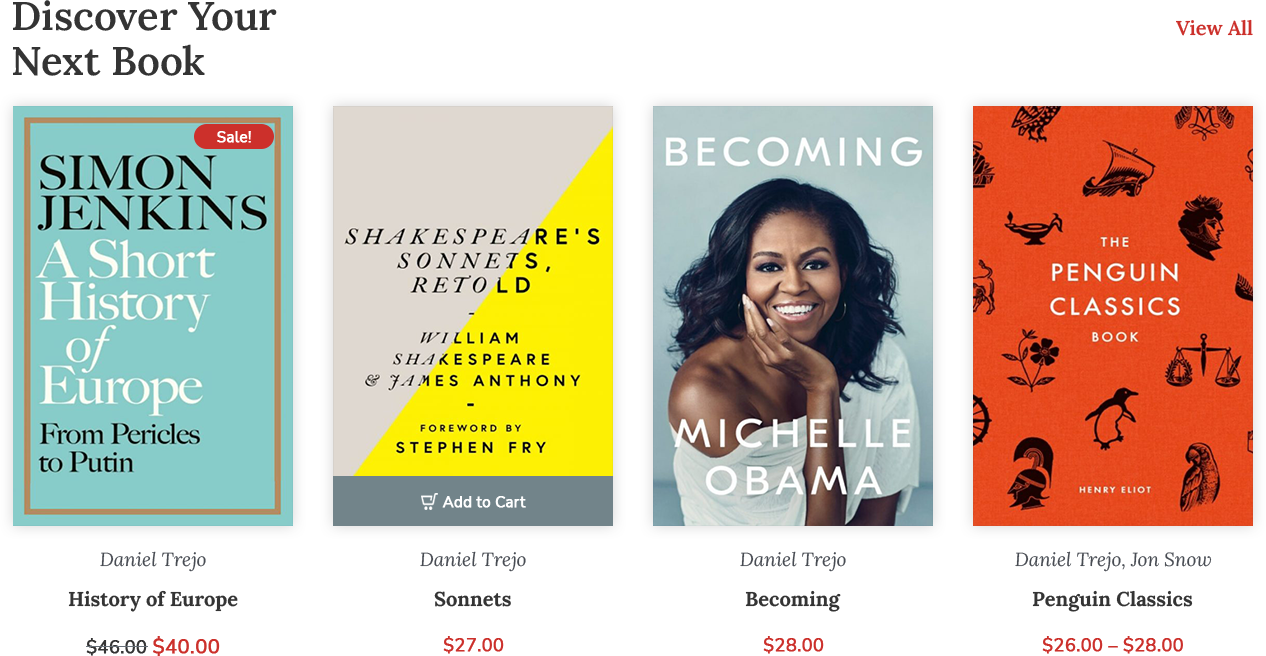 Discover Your
Next Book
View All
Sale!
SIMON
JENKINS
A Short
History
of
Europe
From Pericles
to Putin
SHAKESPEARE'S
SONNETS,
RETOLD
-
WILLIAM
SHAKESPEARE
& JAMES ANTHONY
-
FOREWORD BY
STEPHEN FRY
Add to Cart
BECOMING
MICHELLE
OBAMA
THE
PENGUIN
CLASSICS
BOOK
M
HENRY ELIOT
Daniel Trejo
History of Europe
$46.00 $40.00
Daniel Trejo
Sonnets
$27.00
Daniel Trejo
Becoming
$28.00
Daniel Trejo, Jon Snow
Penguin Classics
$26.00 – $28.00